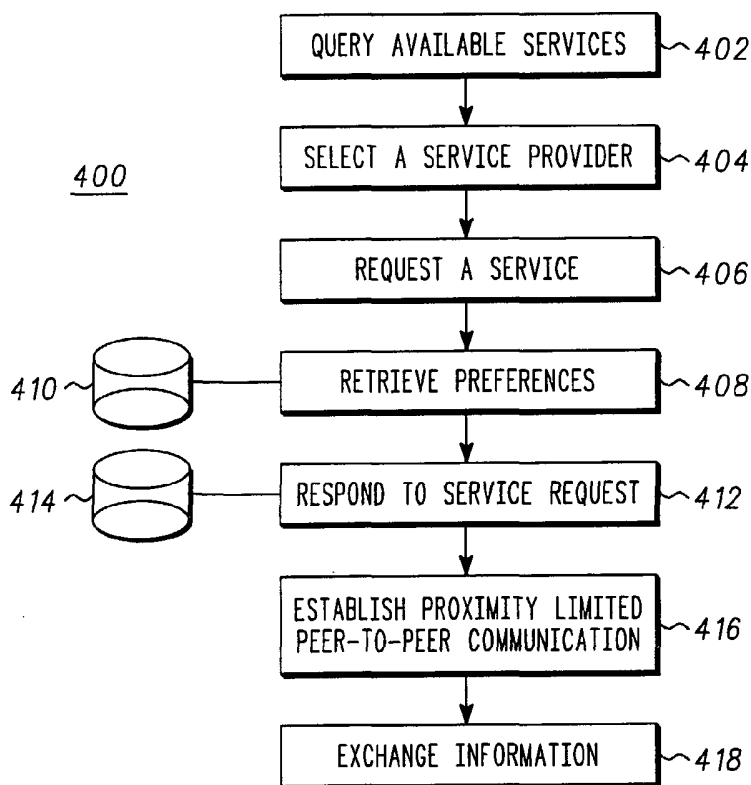 QUERY AVAILABLE SERVICES 402
SELECT A SERVICE PROVIDER 404
400
REQUEST A SERVICE 406
410 RETRIEVE PREFERENCES 408
414 RESPOND TO SERVICE REQUEST 412
ESTABLISH PROXIMITY LIMITED
PEER-TO-PEER COMMUNICATION 416
EXCHANGE INFORMATION 418